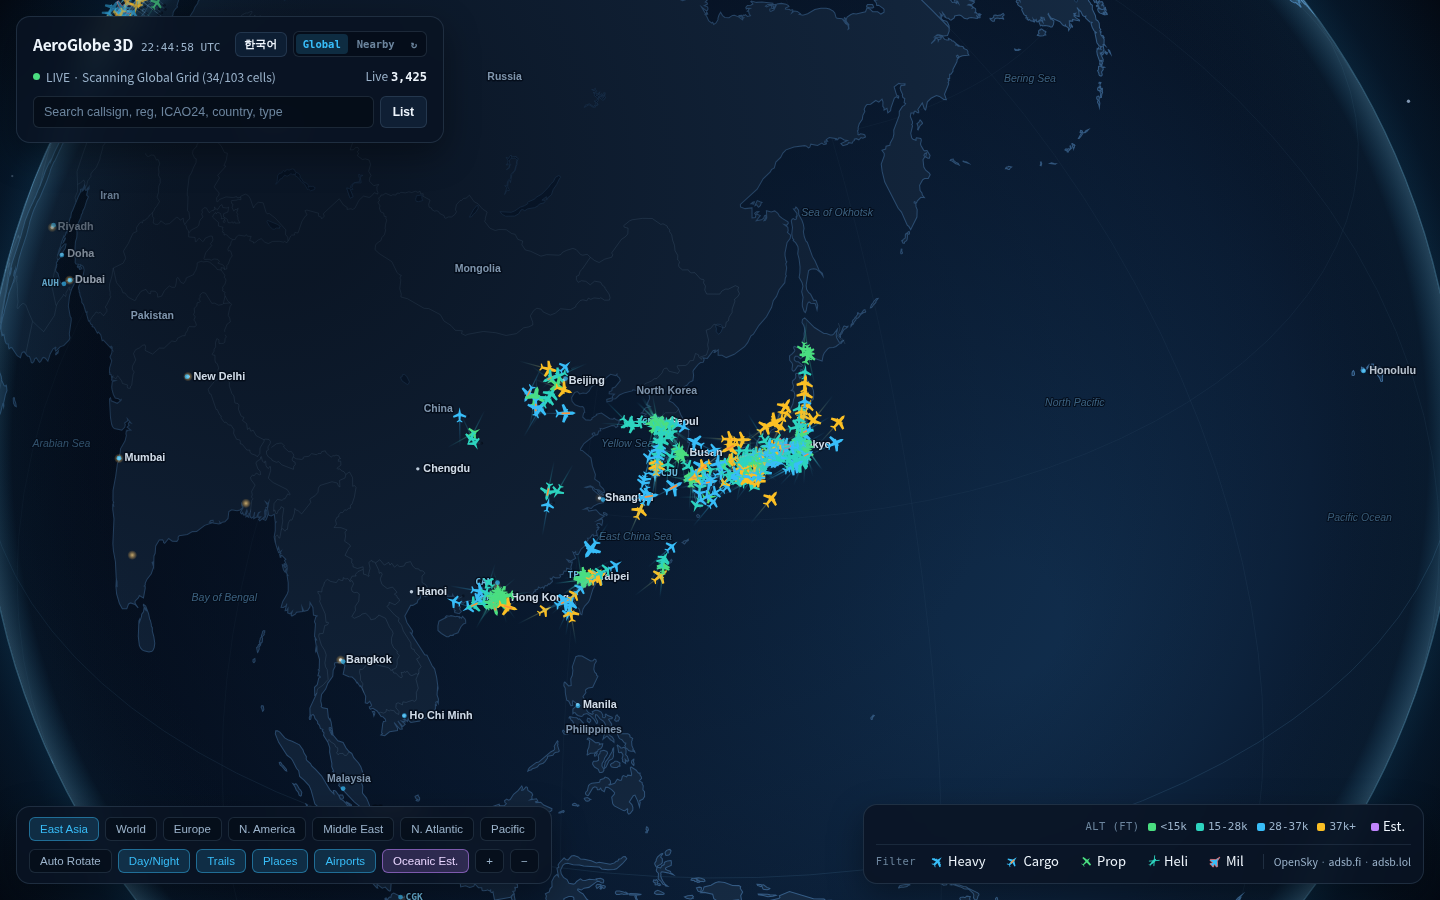 AeroGlobe 3D 22:44:58 UTC 한국어 Global Nearby ↻
LIVE · Scanning Global Grid (34/103 cells) Live 3,425
Search callsign, reg, ICAO24, country, type List
Russia
Bering Sea
Iran
Sea of Okhotsk
Riyadh
Doha
Mongolia
AUH Dubai
Pakistan
Honolulu
New Delhi
Beijing
North Korea
China
North Pacific
Arabian Sea
Yellow Sea
Busan
Mumbai
Chengdu
CJU
Shanghai
Pacific Ocean
East China Sea
Taipei
Hanoi
Bay of Bengal
Hong Kong
Bangkok
Manila
Ho Chi Minh
Philippines
Malaysia
East Asia World Europe N. America Middle East N. Atlantic Pacific
Auto Rotate Day/Night Trails Places Airports Oceanic Est. + −
ALT (FT) <15k 15-28k 28-37k 37k+ Est.
Filter Heavy Cargo Prop Heli Mil OpenSky · adsb.fi · adsb.lol
CGK